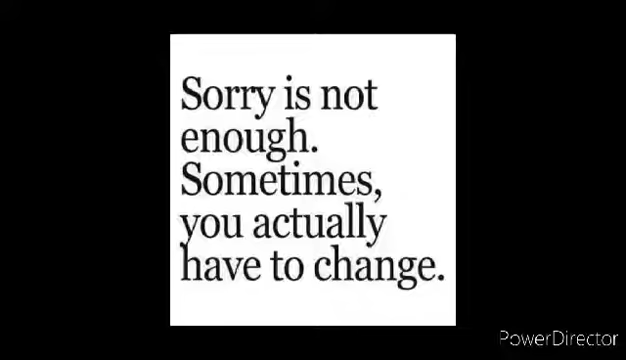 Sorry is not
enough.
Sometimes,
you actually
have to change.
PowerDirector